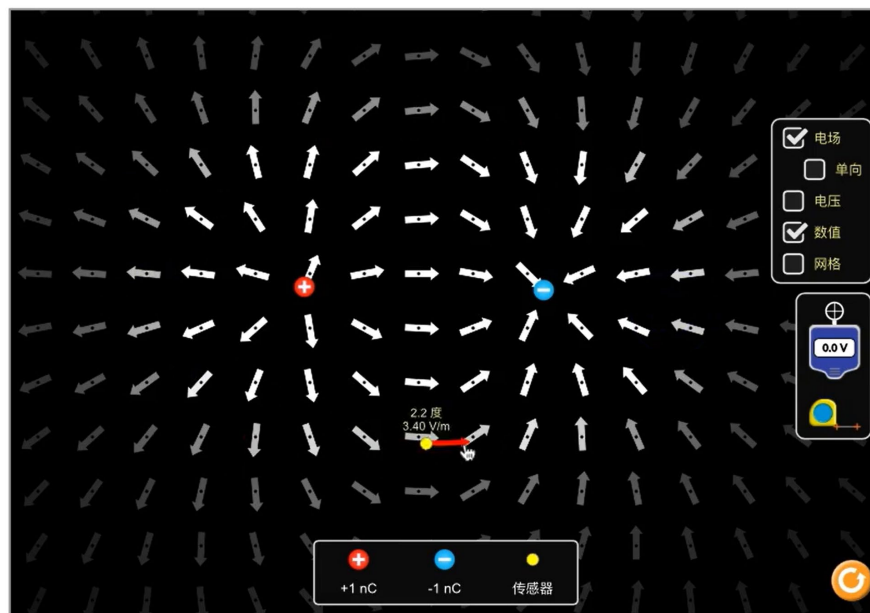 电场
单向
电压
数值
网格
0.0 V
2.2 度
3.40 V/m
+1 nC
-1 nC
传感器